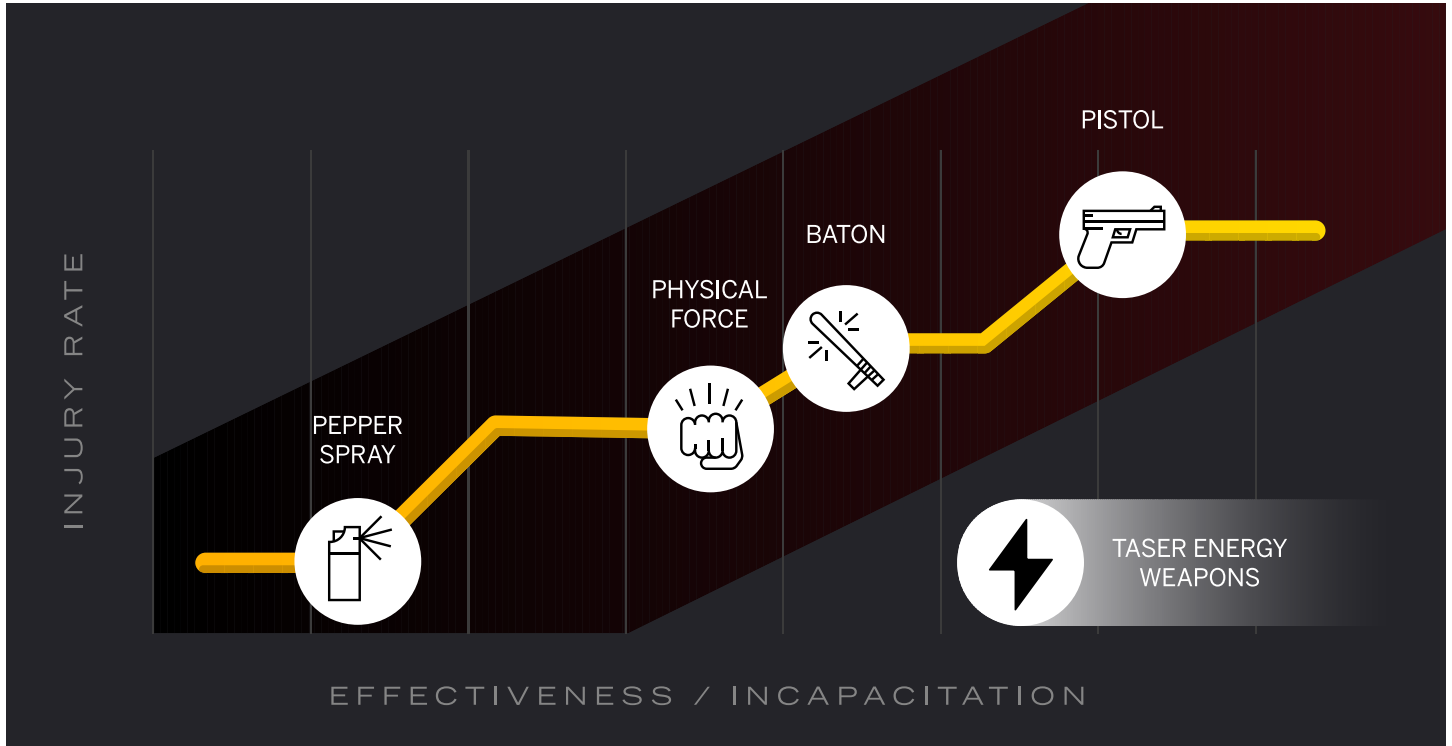 PISTOL
BATON
PHYSICAL
FORCE
PEPPER
SPRAY
TASER ENERGY
WEAPONS
INJURY RATE
EFFECTIVENESS / INCAPACITATION